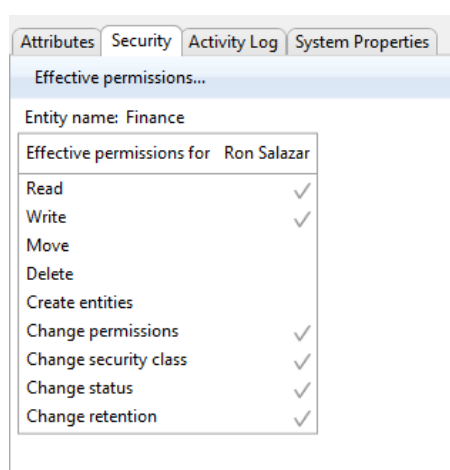 Attributes Security Activity Log System Properties
Effective permissions...
Entity name: Finance
Effective permissions for Ron Salazar
Read ✓
Write ✓
Move
Delete
Create entities
Change permissions ✓
Change security class ✓
Change status ✓
Change retention ✓